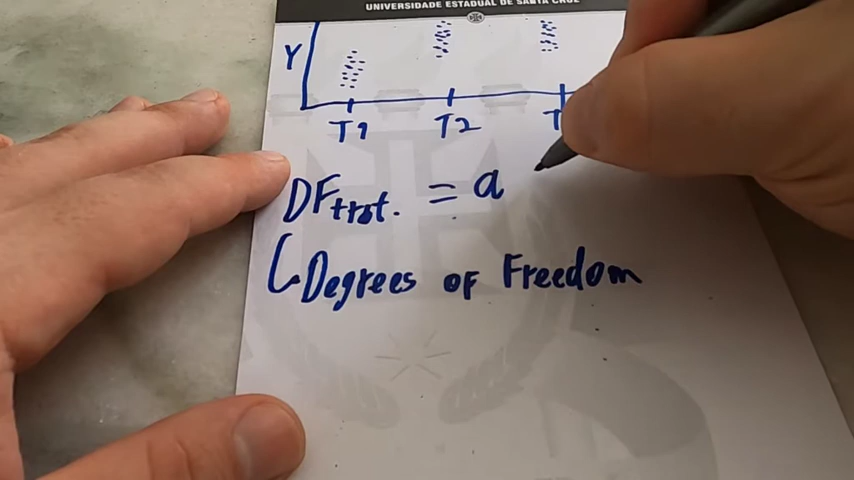 UNIVERSIDADE ESTADUAL DE SANTA CRUZ
Y
T1 T2 T
DFtrat. = a
Degrees of Freedom